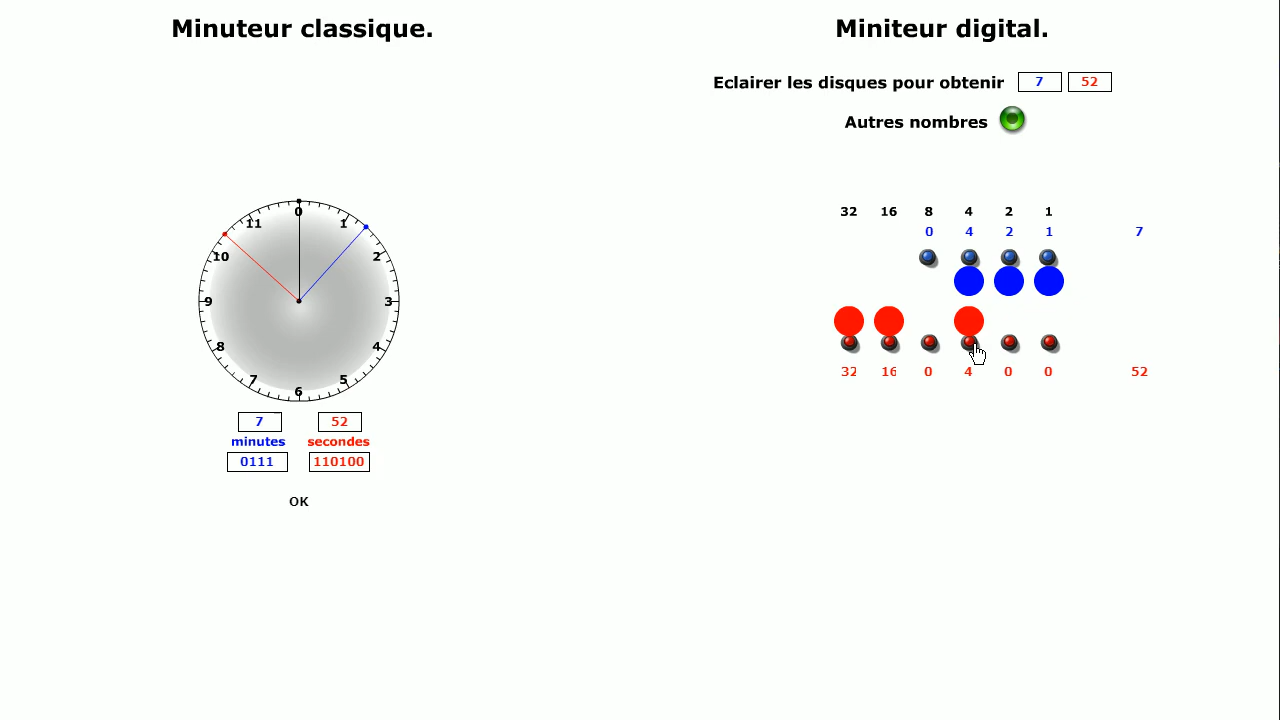 Minuteur classique.
Miniteur digital.
Eclairer les disques pour obtenir 7 52
Autres nombres
32 16 8 4 2 1
0 4 2 1 7
32 16 0 4 0 0 52
0
1
2
3
4
5
6
7
8
9
10
11
7 52
minutes secondes
0111 110100
OK